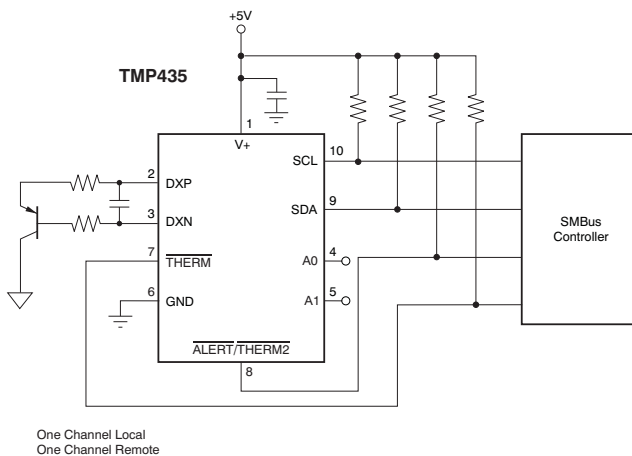 +5V
TMP435
1
V+
10
SCL
2
DXP
9
SDA
3
DXN
SMBus
Controller
7
THERM
4
A0
6
GND
5
A1
ALERT/THERM2
8
One Channel Local
One Channel Remote